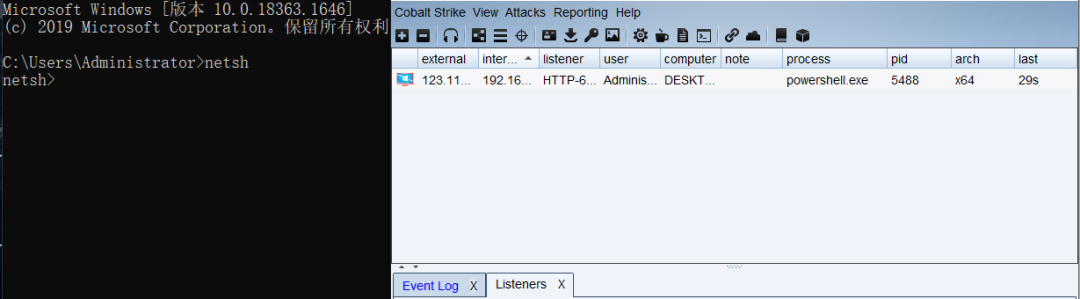 Microsoft Windows [版本 10.0.18363.1646]
(c) 2019 Microsoft Corporation。保留所有权利
C:\Users\Administrator>netsh
netsh>
Cobalt Strike View Attacks Reporting Help
external inter... listener user computer note process pid arch last
123.11... 192.16... HTTP-6... Adminis... DESKT... powershell.exe 5488 x64 29s
Event Log X Listeners X